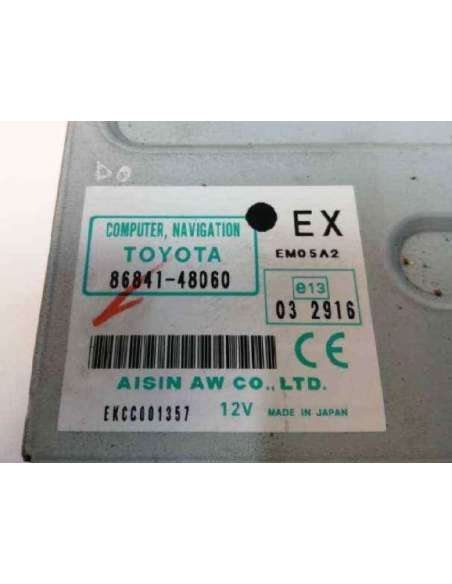 COMPUTER, NAVIGATION
TOYOTA
86841-48060
EX
EM05A2
e13
03 2916
CE
AISIN AW CO., LTD.
EKCC001357 12V MADE IN JAPAN